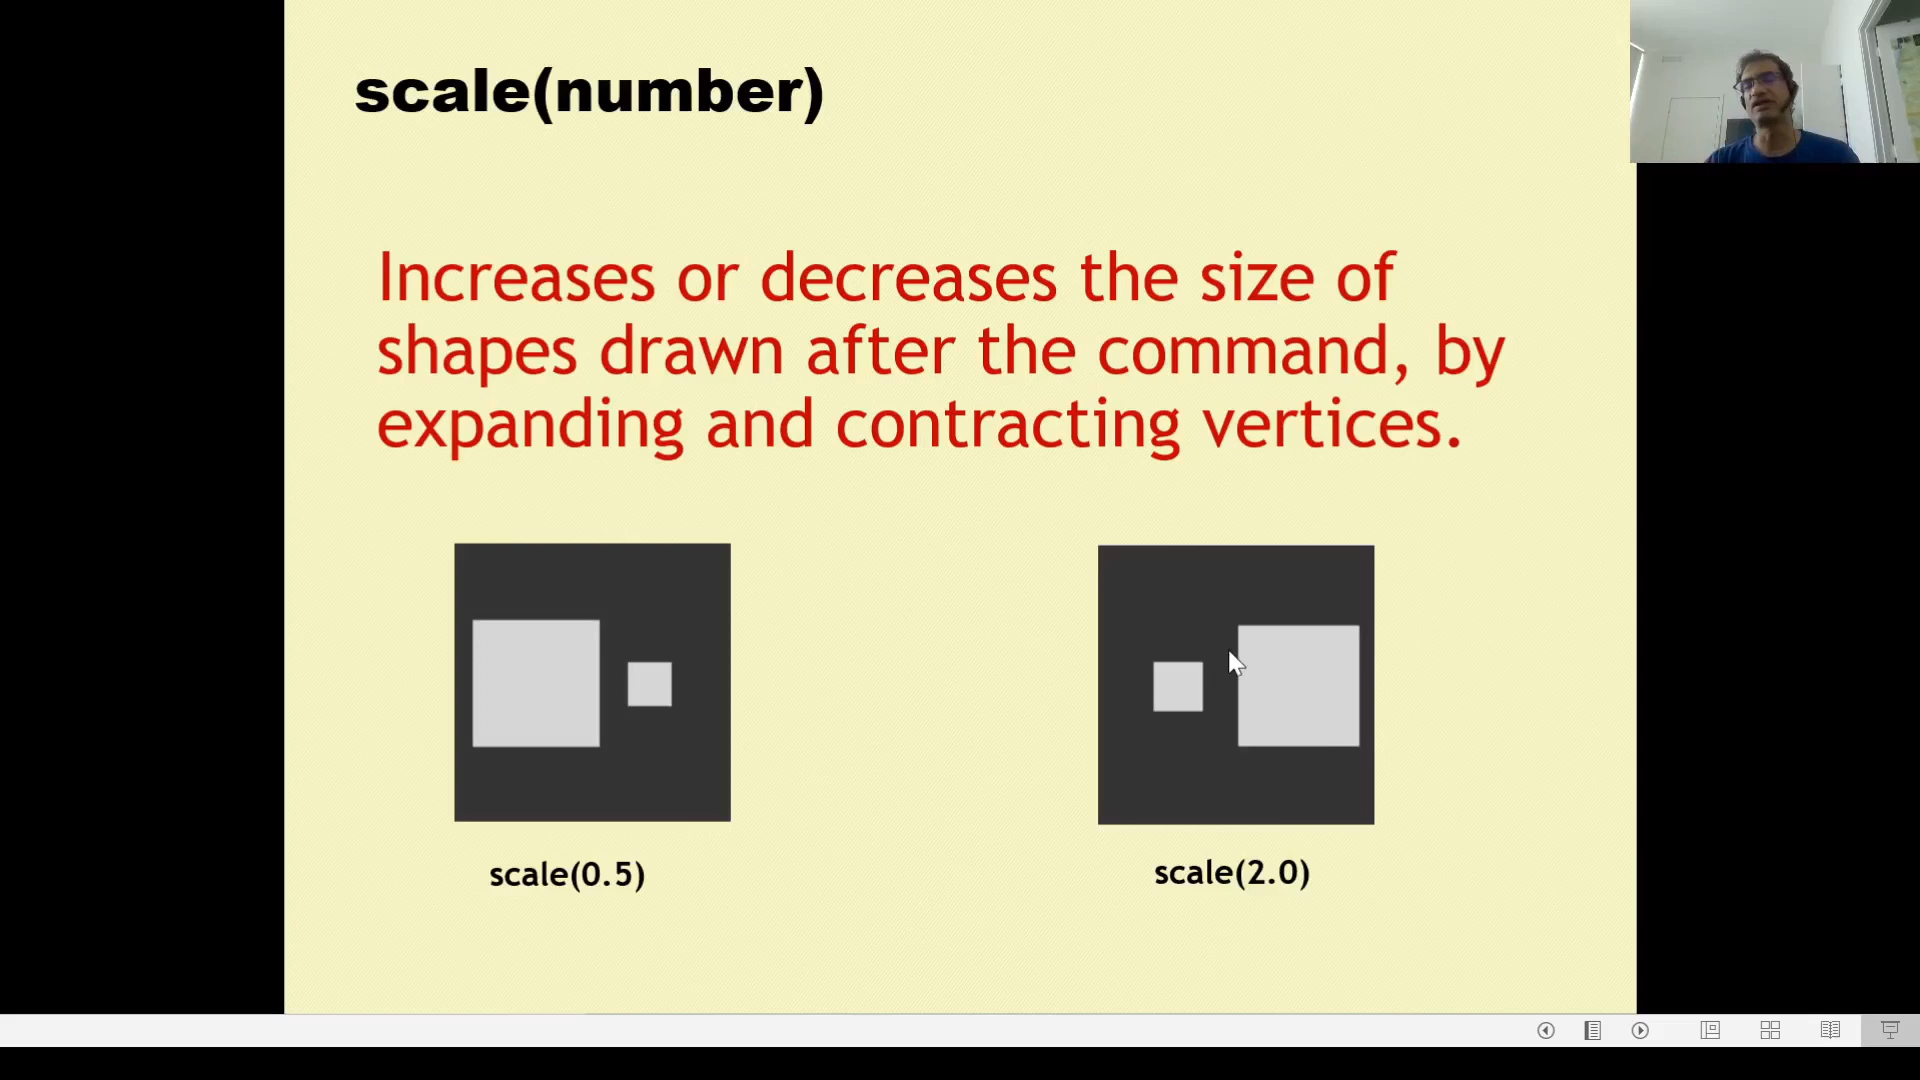 scale(number)
Increases or decreases the size of
shapes drawn after the command, by
expanding and contracting vertices.
scale(0.5)
scale(2.0)